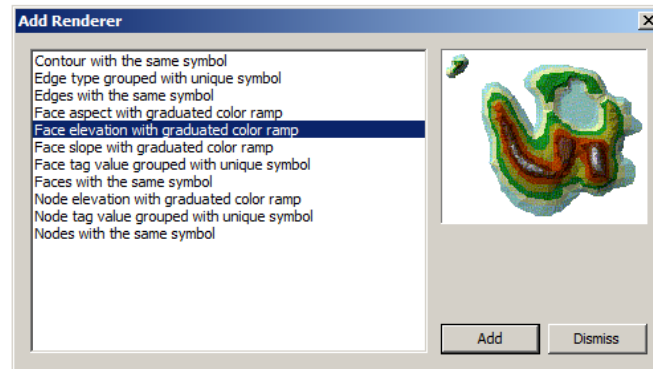 Add Renderer
Contour with the same symbol
Edge type grouped with unique symbol
Edges with the same symbol
Face aspect with graduated color ramp
Face elevation with graduated color ramp
Face slope with graduated color ramp
Face tag value grouped with unique symbol
Faces with the same symbol
Node elevation with graduated color ramp
Node tag value grouped with unique symbol
Nodes with the same symbol
Add
Dismiss